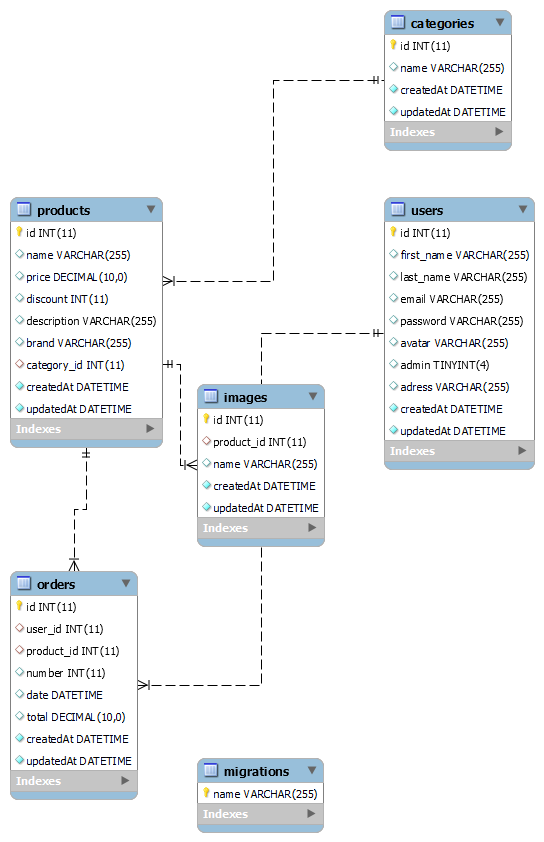 categories
id INT(11)
name VARCHAR(255)
createdAt DATETIME
updatedAt DATETIME
Indexes
products
id INT(11)
name VARCHAR(255)
price DECIMAL(10,0)
discount INT(11)
description VARCHAR(255)
brand VARCHAR(255)
category_id INT(11)
createdAt DATETIME
updatedAt DATETIME
Indexes
users
id INT(11)
first_name VARCHAR(255)
last_name VARCHAR(255)
email VARCHAR(255)
password VARCHAR(255)
avatar VARCHAR(255)
admin TINYINT(4)
adress VARCHAR(255)
createdAt DATETIME
updatedAt DATETIME
Indexes
images
id INT(11)
product_id INT(11)
name VARCHAR(255)
createdAt DATETIME
updatedAt DATETIME
Indexes
orders
id INT(11)
user_id INT(11)
product_id INT(11)
number INT(11)
date DATETIME
total DECIMAL(10,0)
createdAt DATETIME
updatedAt DATETIME
Indexes
migrations
name VARCHAR(255)
Indexes